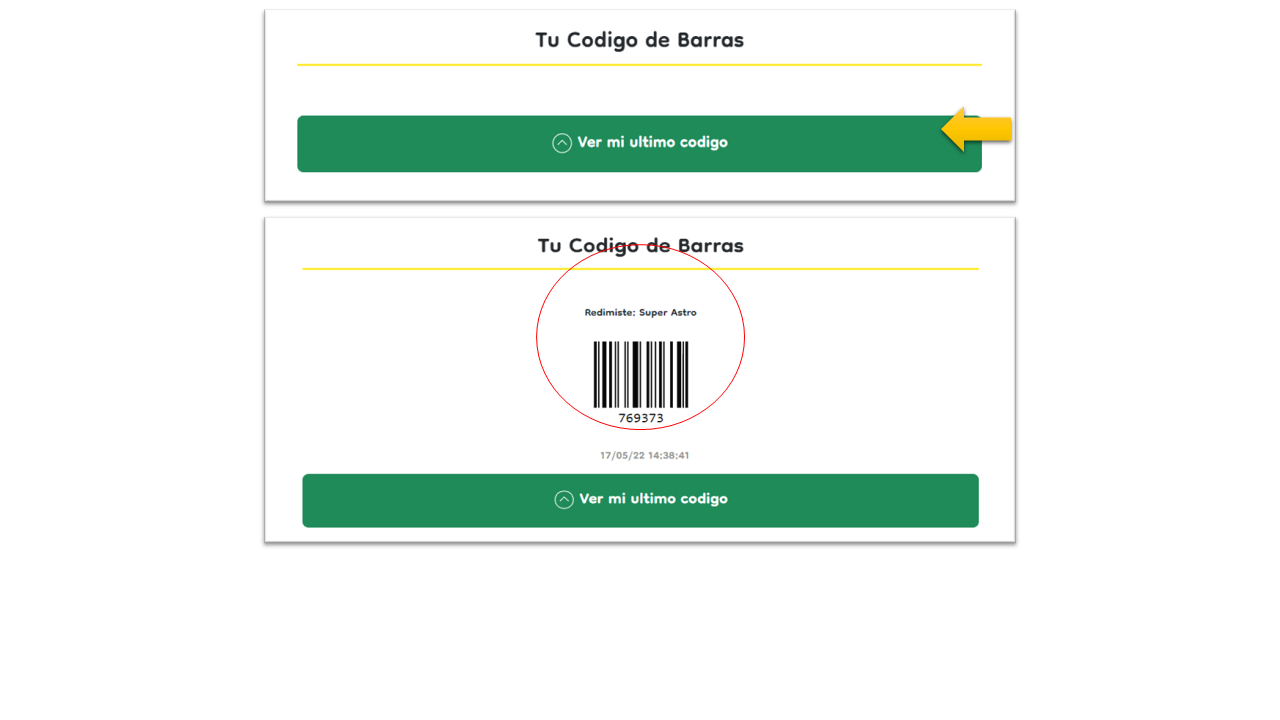 Tu Codigo de Barras
Ver mi ultimo codigo
Tu Codigo de Barras
Redimiste: Super Astro
769373
17/05/22 14:38:41
Ver mi ultimo codigo